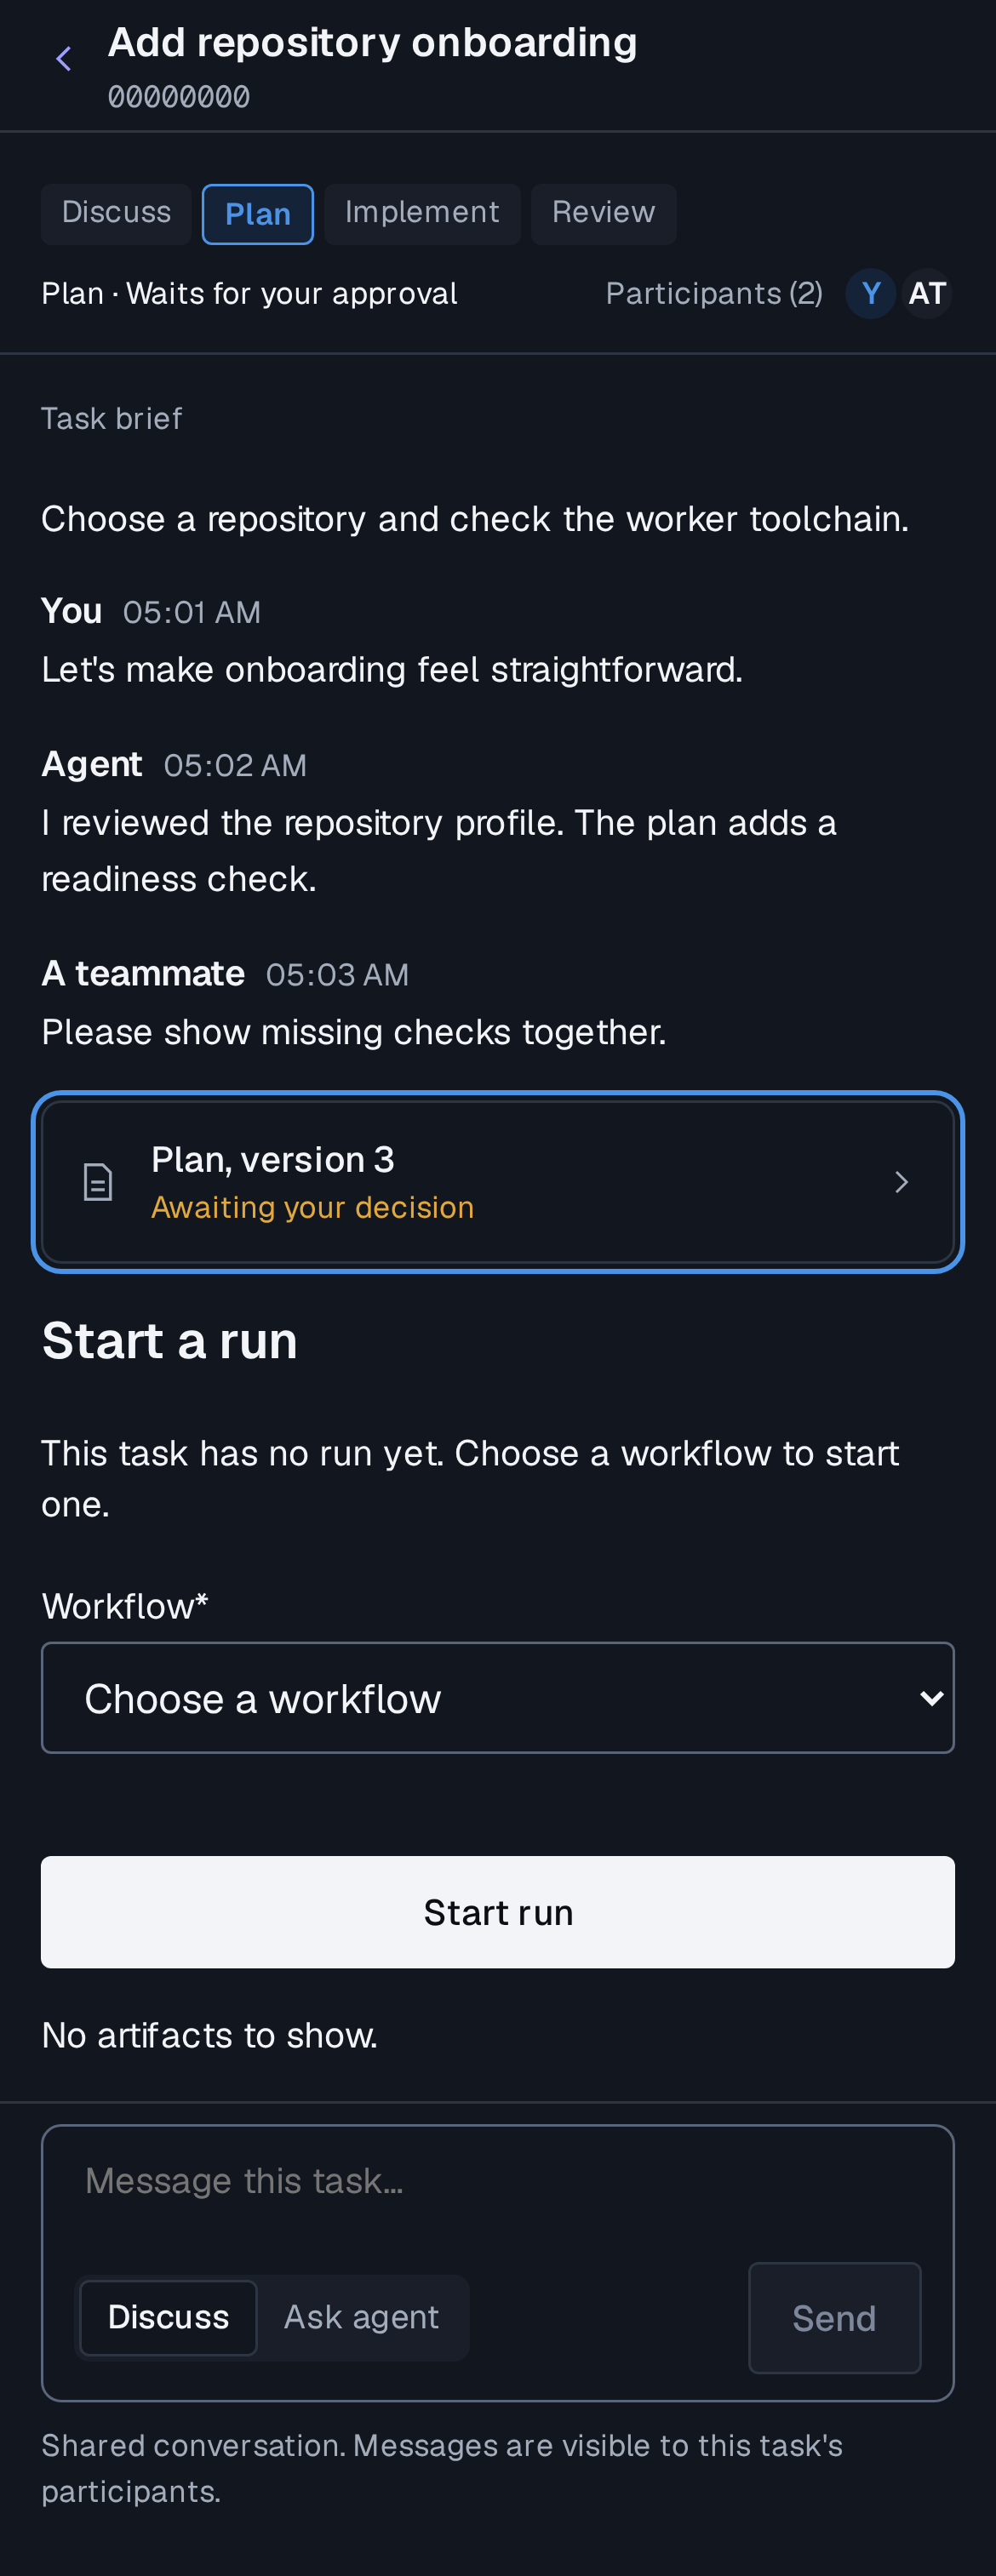 Add repository onboarding
00000000
Discuss
Plan
Implement
Review
Plan · Waits for your approval
Participants (2)
Y
AT
Task brief
Choose a repository and check the worker toolchain.
You 05:01 AM
Let's make onboarding feel straightforward.
Agent 05:02 AM
I reviewed the repository profile. The plan adds a
readiness check.
A teammate 05:03 AM
Please show missing checks together.
Plan, version 3
Awaiting your decision
Start a run
This task has no run yet. Choose a workflow to start
one.
Workflow*
Choose a workflow
Start run
No artifacts to show.
Message this task…
Discuss
Ask agent
Send
Shared conversation. Messages are visible to this task's
participants.